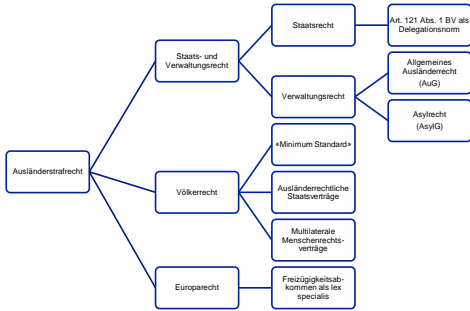 Ausländerstrafrecht
Staats- und
Verwaltungsrecht
Staatsrecht
Art. 121 Abs. 1 BV als
Delegationsnorm
Verwaltungsrecht
Allgemeines
Ausländerrecht
(AuG)
Asylrecht
(AsylG)
Völkerrecht
«Minimum Standard»
Ausländerrechtliche
Staatsverträge
Multilaterale
Menschenrechts-
verträge
Europarecht
Freizügigkeitsab-
kommen als lex
specialis